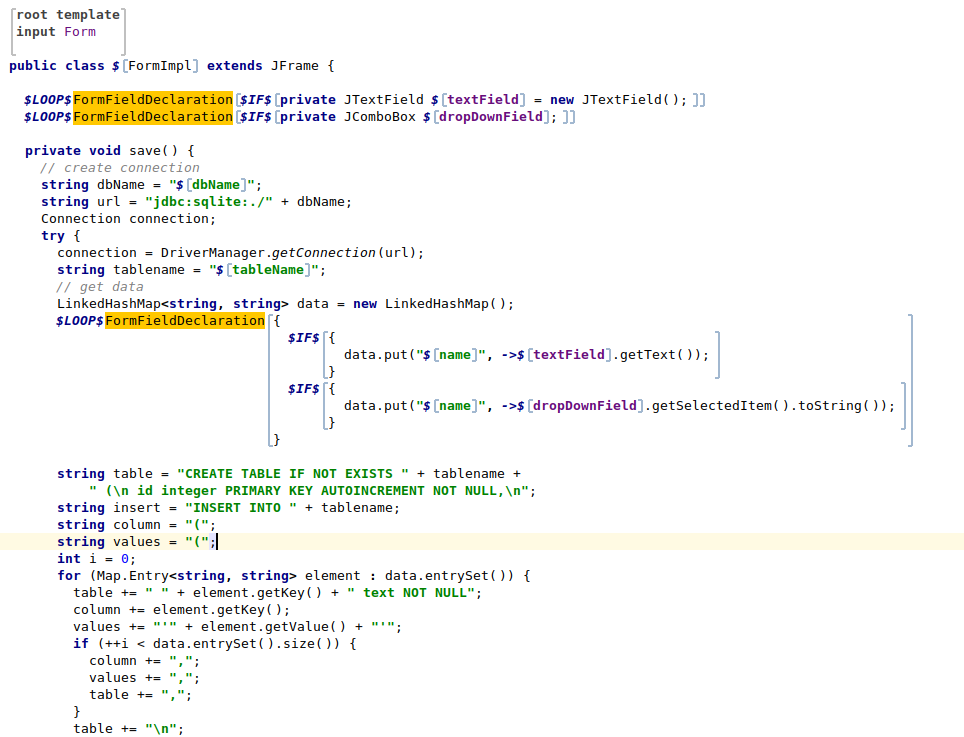 root template
input Form
public class $[FormImpl] extends JFrame {
$LOOP$FormFieldDeclaration[$IF$[private JTextField $[textField] = new JTextField(); ]]
$LOOP$FormFieldDeclaration[$IF$[private JComboBox $[dropDownField]; ]]
private void save() {
// create connection
string dbName = "$[dbName]";
string url = "jdbc:sqlite:./" + dbName;
Connection connection;
try {
connection = DriverManager.getConnection(url);
string tablename = "$[tableName]";
// get data
LinkedHashMap<string, string> data = new LinkedHashMap();
$LOOP$FormFieldDeclaration[{
$IF$[{
data.put("$[name]", ->$[textField].getText());
}
$IF$[{
data.put("$[name]", ->$[dropDownField].getSelectedItem().toString());
}
}
string table = "CREATE TABLE IF NOT EXISTS " + tablename +
" (\n id integer PRIMARY KEY AUTOINCREMENT NOT NULL,\n";
string insert = "INSERT INTO " + tablename;
string column = "(";
string values = "(";
int i = 0;
for (Map.Entry<string, string> element : data.entrySet()) {
table += " " + element.getKey() + " text NOT NULL";
column += element.getKey();
values += "'" + element.getValue() + "'";
if (++i < data.entrySet().size()) {
column += ",";
values += ",";
table += ",";
}
table += "\n";